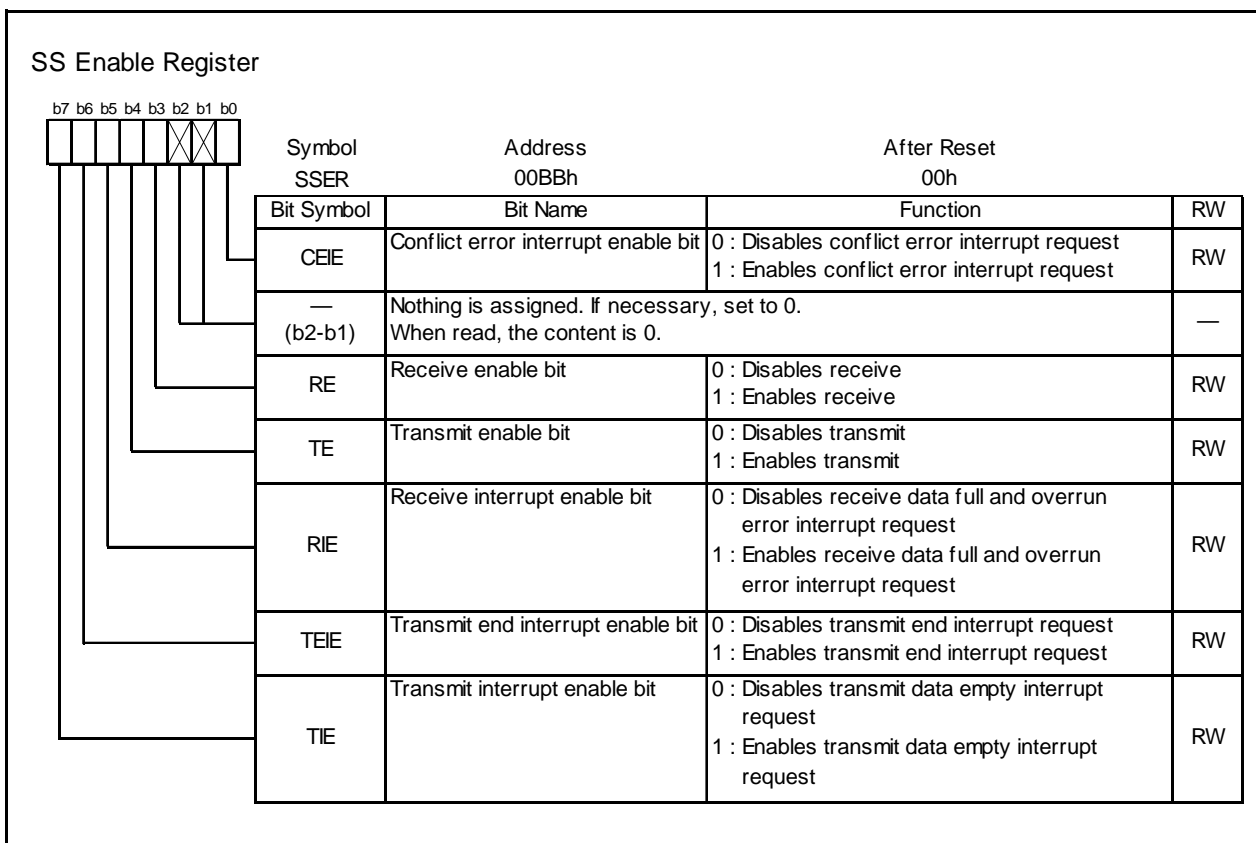 SS Enable Register
b7 b6 b5 b4 b3 b2 b1 b0
Symbol Address After Reset
SSER 00BBh 00h
Bit Symbol Bit Name Function RW
CEIE Conflict error interrupt enable bit 0 : Disables conflict error interrupt request RW
1 : Enables conflict error interrupt request
— Nothing is assigned. If necessary, set to 0. —
(b2-b1) When read, the content is 0.
RE Receive enable bit 0 : Disables receive RW
1 : Enables receive
TE Transmit enable bit 0 : Disables transmit RW
1 : Enables transmit
RIE Receive interrupt enable bit 0 : Disables receive data full and overrun RW
error interrupt request
1 : Enables receive data full and overrun
error interrupt request
TEIE Transmit end interrupt enable bit 0 : Disables transmit end interrupt request RW
1 : Enables transmit end interrupt request
TIE Transmit interrupt enable bit 0 : Disables transmit data empty interrupt RW
request
1 : Enables transmit data empty interrupt
request